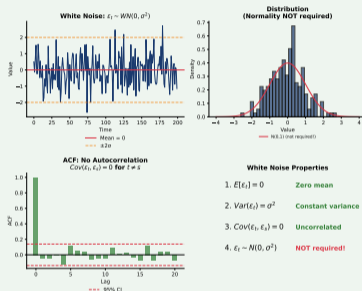 White Noise: εₜ ~ WN(0, σ²)
Value
2
1
0
−1
−2
0 25 50 75 100 125 150 175 200
Time
Mean = 0
±2σ
Distribution
(Normality NOT required)
Density
0.7
0.6
0.5
0.4
0.3
0.2
0.1
0.0
−4 −3 −2 −1 0 1 2 3 4
Value
N(0,1) (not required!)
ACF: No Autocorrelation
Cov(εₜ, εₛ) = 0 for t ≠ s
ACF
1.0
0.8
0.6
0.4
0.2
0.0
0 5 10 15 20
Lag
95% CI
White Noise Properties
1. E[εₜ] = 0 Zero mean
2. Var(εₜ) = σ² Constant variance
3. Cov(εₜ, εₛ) = 0 Uncorrelated
4. εₜ ~ N(0, σ²) NOT required!